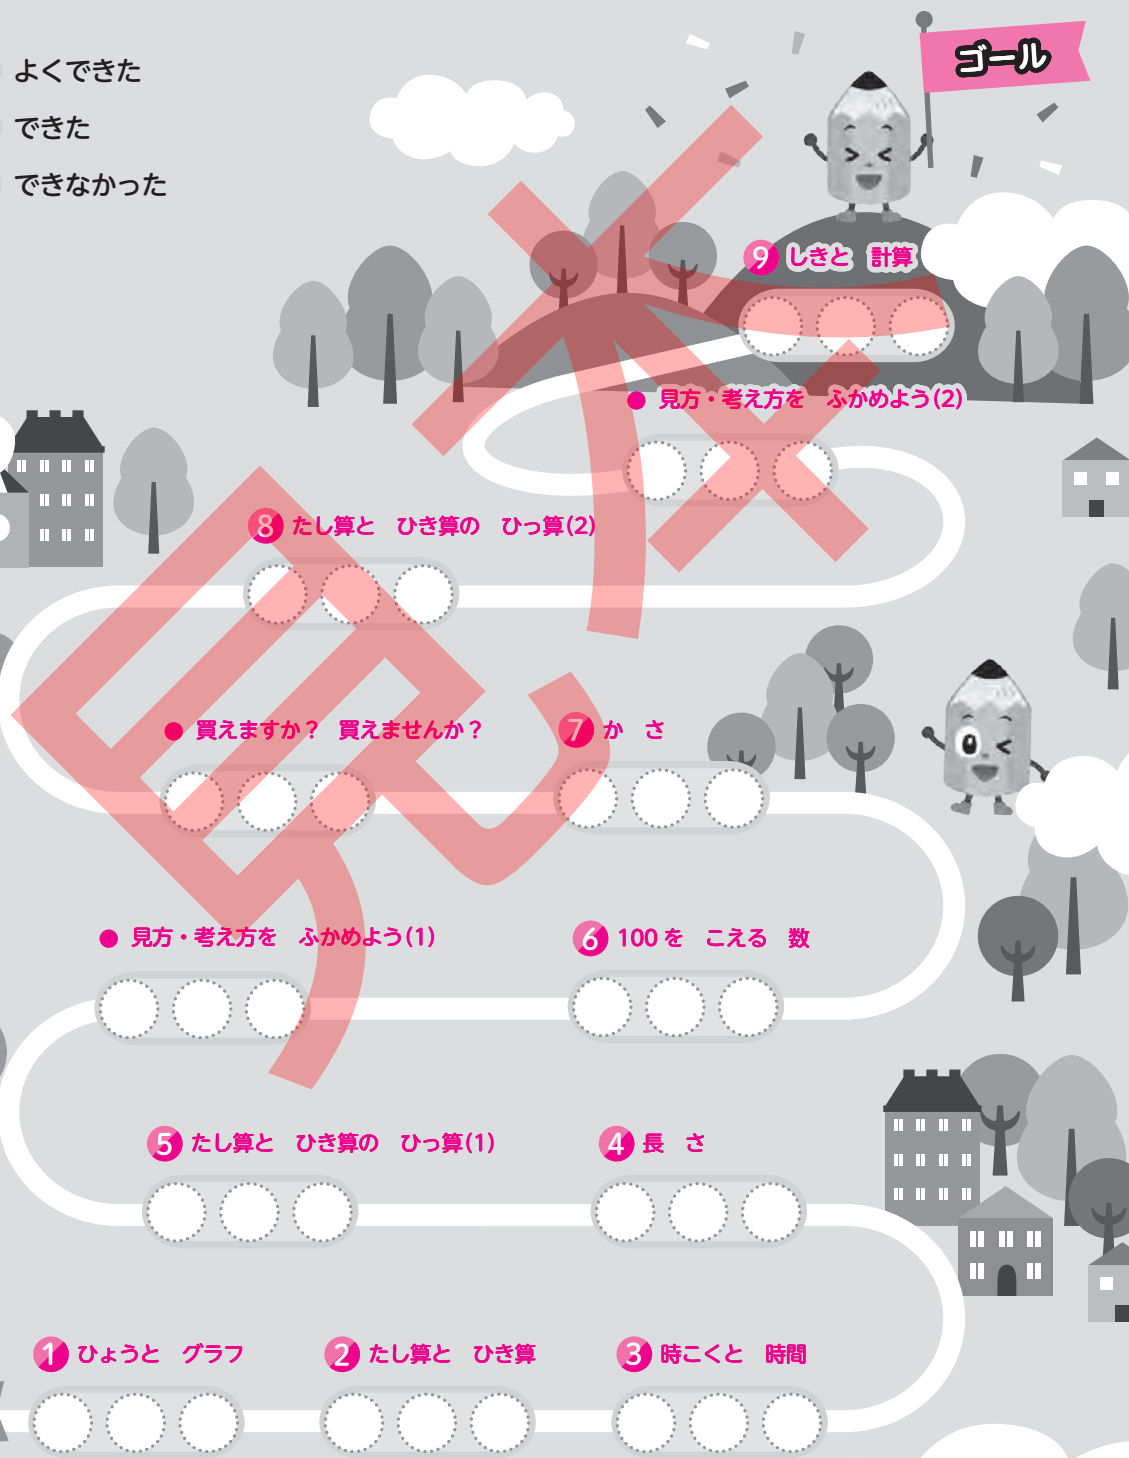 よくできた
できた
できなかった
ゴール
9 しきと 計算
● 見方・考え方を ふかめよう(2)
8 たし算と ひき算の ひっ算(2)
● 買えますか? 買えませんか?
7 か さ
● 見方・考え方を ふかめよう(1)
6 100を こえる 数
5 たし算と ひき算の ひっ算(1)
4 長 さ
1 ひょうと グラフ
2 たし算と ひき算
3 時こくと 時間
見本